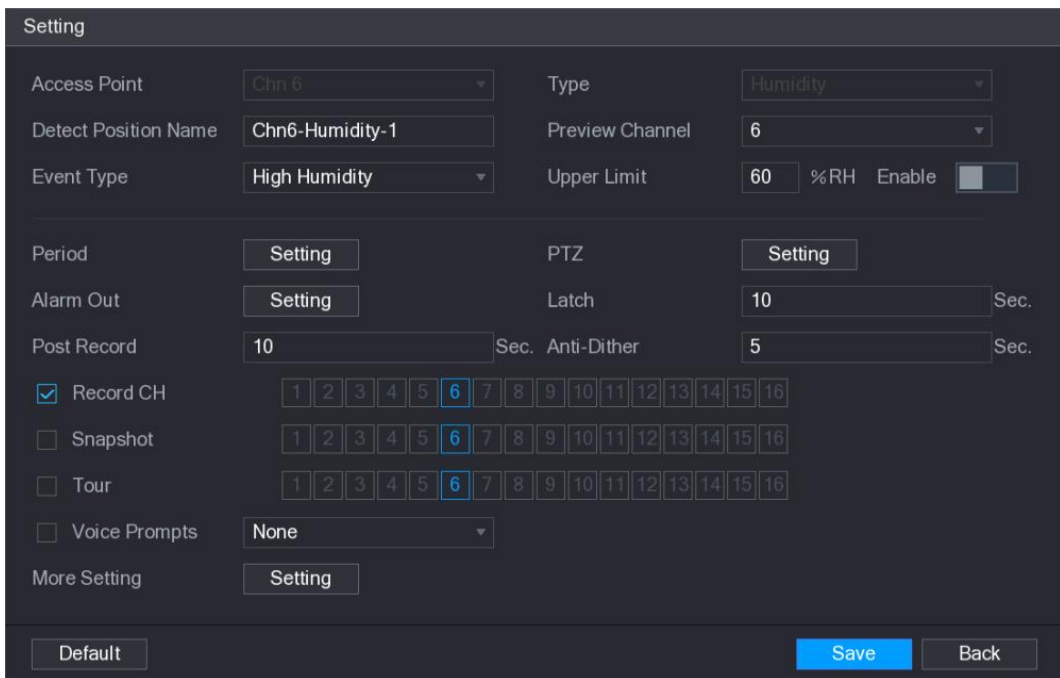 Setting
Access Point Chn 6 Type Humidity
Detect Position Name Chn6-Humidity-1 Preview Channel 6
Event Type High Humidity Upper Limit 60 %RH Enable
Period Setting PTZ Setting
Alarm Out Setting Latch 10 Sec.
Post Record 10 Sec. Anti-Dither 5 Sec.
Record CH 1 2 3 4 5 6 7 8 9 10 11 12 13 14 15 16
Snapshot 1 2 3 4 5 6 7 8 9 10 11 12 13 14 15 16
Tour 1 2 3 4 5 6 7 8 9 10 11 12 13 14 15 16
Voice Prompts None
More Setting Setting
Default Save Back